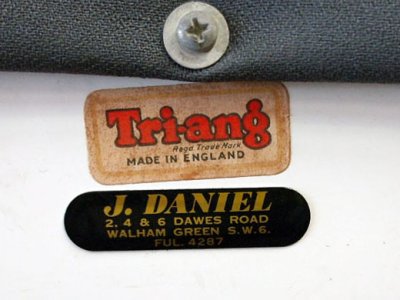 Tri-ang
Regd. Trade Mark
MADE IN ENGLAND
J. DANIEL
2. 4 & 6 DAWES ROAD
WALHAM GREEN S.W.6.
FUL. 4287